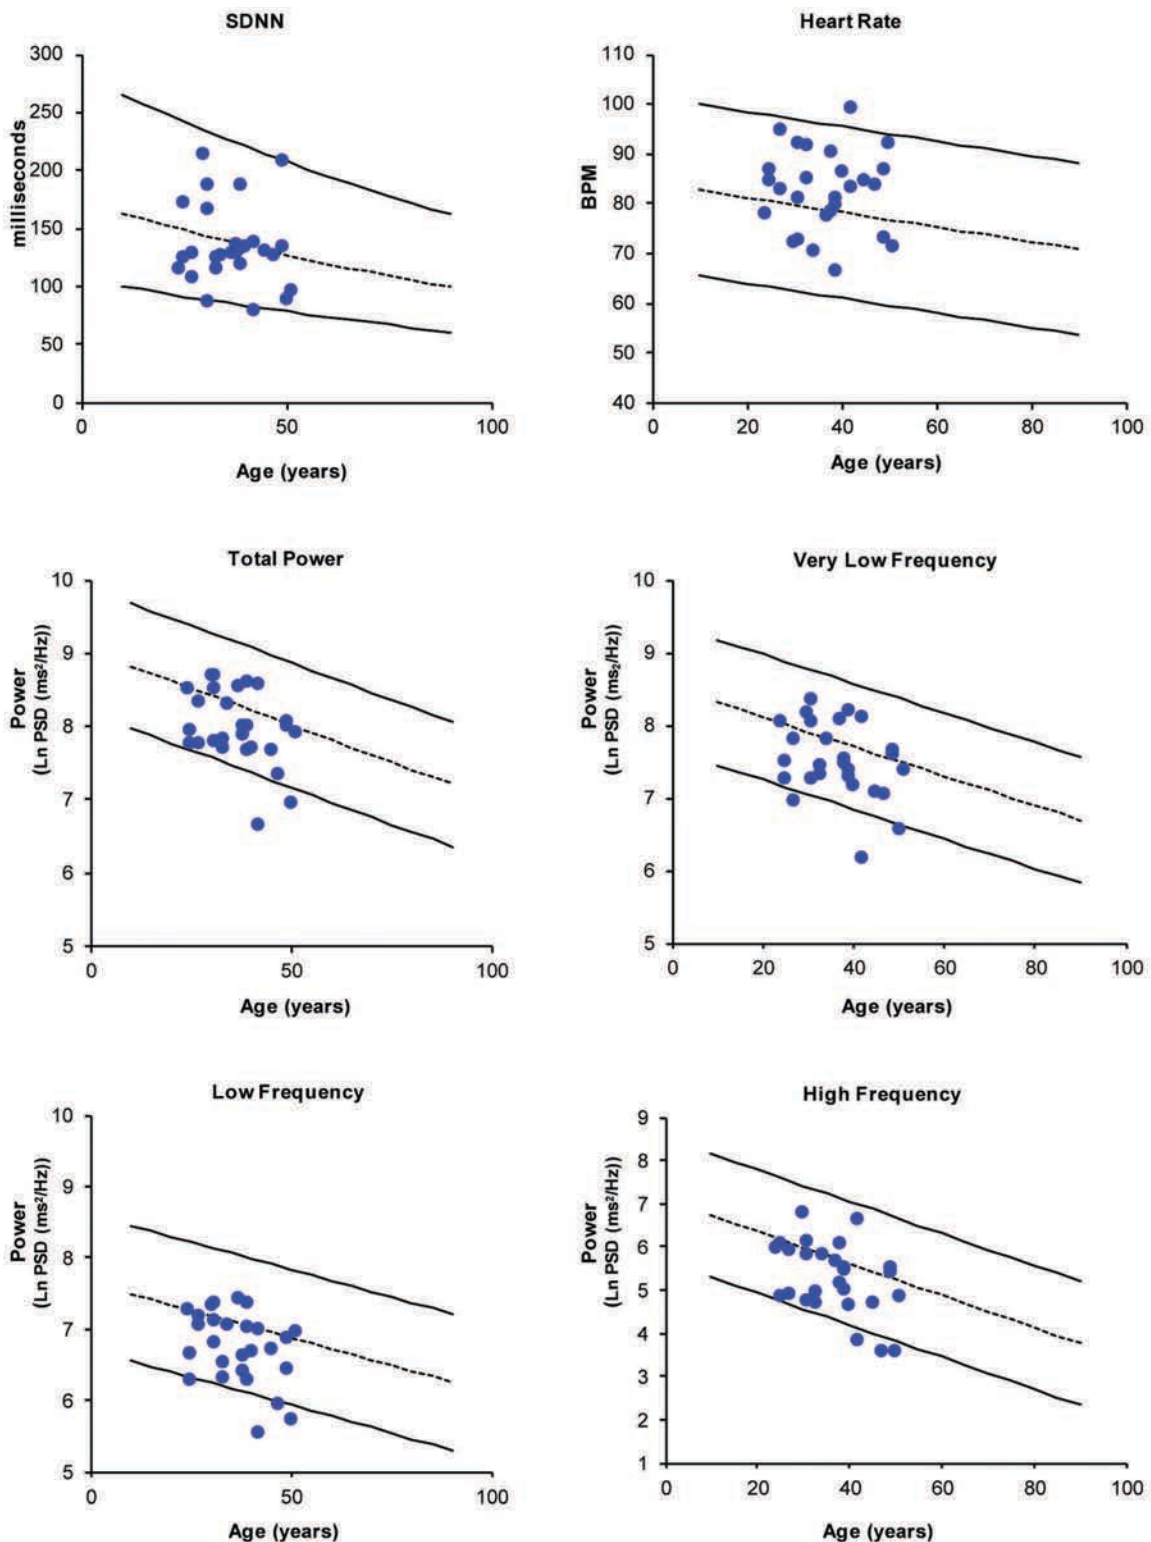 SDNN
milliseconds
300
250
200
150
100
50
0
0 50 100
Age (years)
Heart Rate
BPM
110
100
90
80
70
60
50
40
0 20 40 60 80 100
Age (years)
Total Power
Power
(Ln PSD (ms²/Hz))
10
9
8
7
6
5
0 50 100
Age (years)
Very Low Frequency
Power
(Ln PSD (ms₂/Hz))
10
9
8
7
6
5
0 20 40 60 80 100
Age (years)
Low Frequency
Power
(Ln PSD (ms²/Hz))
10
9
8
7
6
5
0 50 100
Age (years)
High Frequency
Power
(Ln PSD (ms²/Hz))
9
8
7
6
5
4
3
2
1
0 20 40 60 80 100
Age (years)